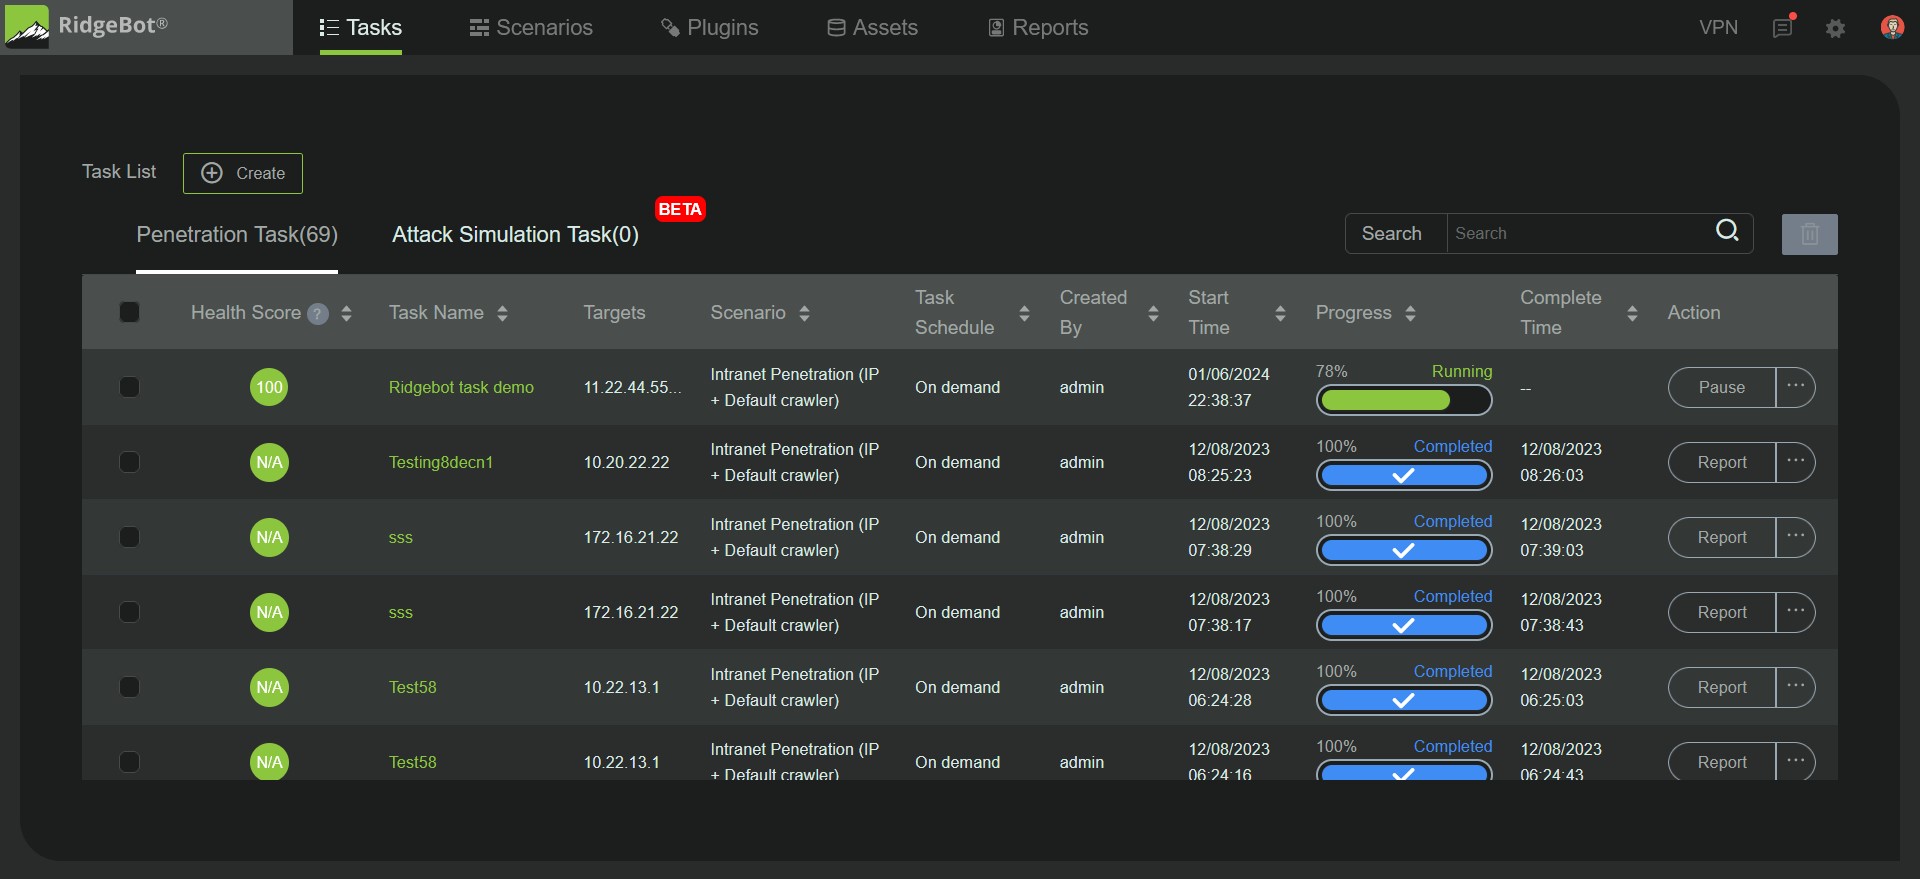 RidgeBot®
Tasks
Scenarios
Plugins
Assets
Reports
VPN
Task List
Create
BETA
Penetration Task(69)
Attack Simulation Task(0)
Search
Search
Health Score ?
Task Name
Targets
Scenario
Task
Schedule
Created
By
Start
Time
Progress
Complete
Time
Action
100
Ridgebot task demo
11.22.44.55...
Intranet Penetration (IP
+ Default crawler)
On demand
admin
01/06/2024
22:38:37
78%
Running
--
Pause
...
N/A
Testing8decn1
10.20.22.22
Intranet Penetration (IP
+ Default crawler)
On demand
admin
12/08/2023
08:25:23
100%
Completed
12/08/2023
08:26:03
Report
...
N/A
sss
172.16.21.22
Intranet Penetration (IP
+ Default crawler)
On demand
admin
12/08/2023
07:38:29
100%
Completed
12/08/2023
07:39:03
Report
...
N/A
sss
172.16.21.22
Intranet Penetration (IP
+ Default crawler)
On demand
admin
12/08/2023
07:38:17
100%
Completed
12/08/2023
07:38:43
Report
...
N/A
Test58
10.22.13.1
Intranet Penetration (IP
+ Default crawler)
On demand
admin
12/08/2023
06:24:28
100%
Completed
12/08/2023
06:25:03
Report
...
N/A
Test58
10.22.13.1
Intranet Penetration (IP
+ Default crawler)
On demand
admin
12/08/2023
06:24:16
100%
Completed
12/08/2023
06:24:43
Report
...